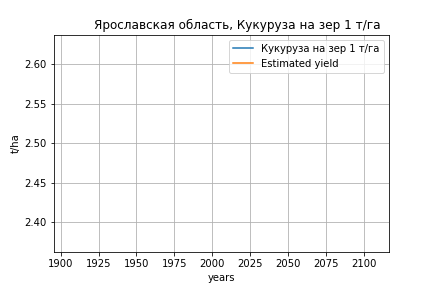 Ярославская область, Кукуруза на зер 1 т/га
Кукуруза на зер 1 т/га
Estimated yield
2.60
2.55
2.50
2.45
2.40
t/ha
1900 1925 1950 1975 2000 2025 2050 2075 2100
years